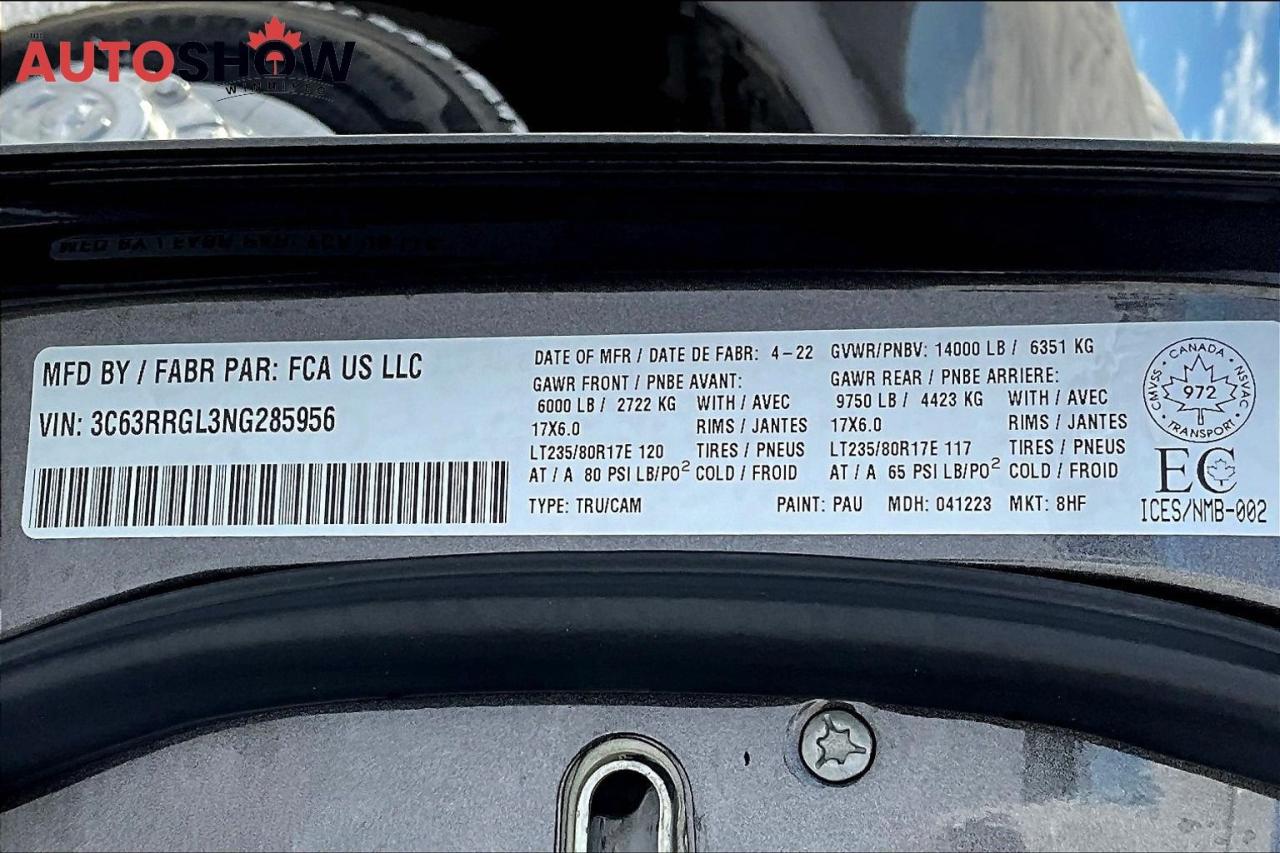 THE
AUTOSHOW
WINNIPEG
MFD BY / FABR PAR: FCA US LLC
VIN: 3C63RRGL3NG285956
DATE OF MFR / DATE DE FABR: 4-22
GVWR/PNBV: 14000 LB / 6351 KG
GAWR FRONT / PNBE AVANT:
6000 LB / 2722 KG WITH / AVEC
17X6.0 RIMS / JANTES
LT235/80R17E 120 TIRES / PNEUS
AT / A 80 PSI LB/PO² COLD / FROID
GAWR REAR / PNBE ARRIERE:
9750 LB / 4423 KG WITH / AVEC
17X6.0 RIMS / JANTES
LT235/80R17E 117 TIRES / PNEUS
AT / A 65 PSI LB/PO² COLD / FROID
TYPE: TRU/CAM PAINT: PAU MDH: 041223 MKT: 8HF
CANADA
CMVSS · NSVAC
972
TRANSPORT
EC
ICES/NMB-002